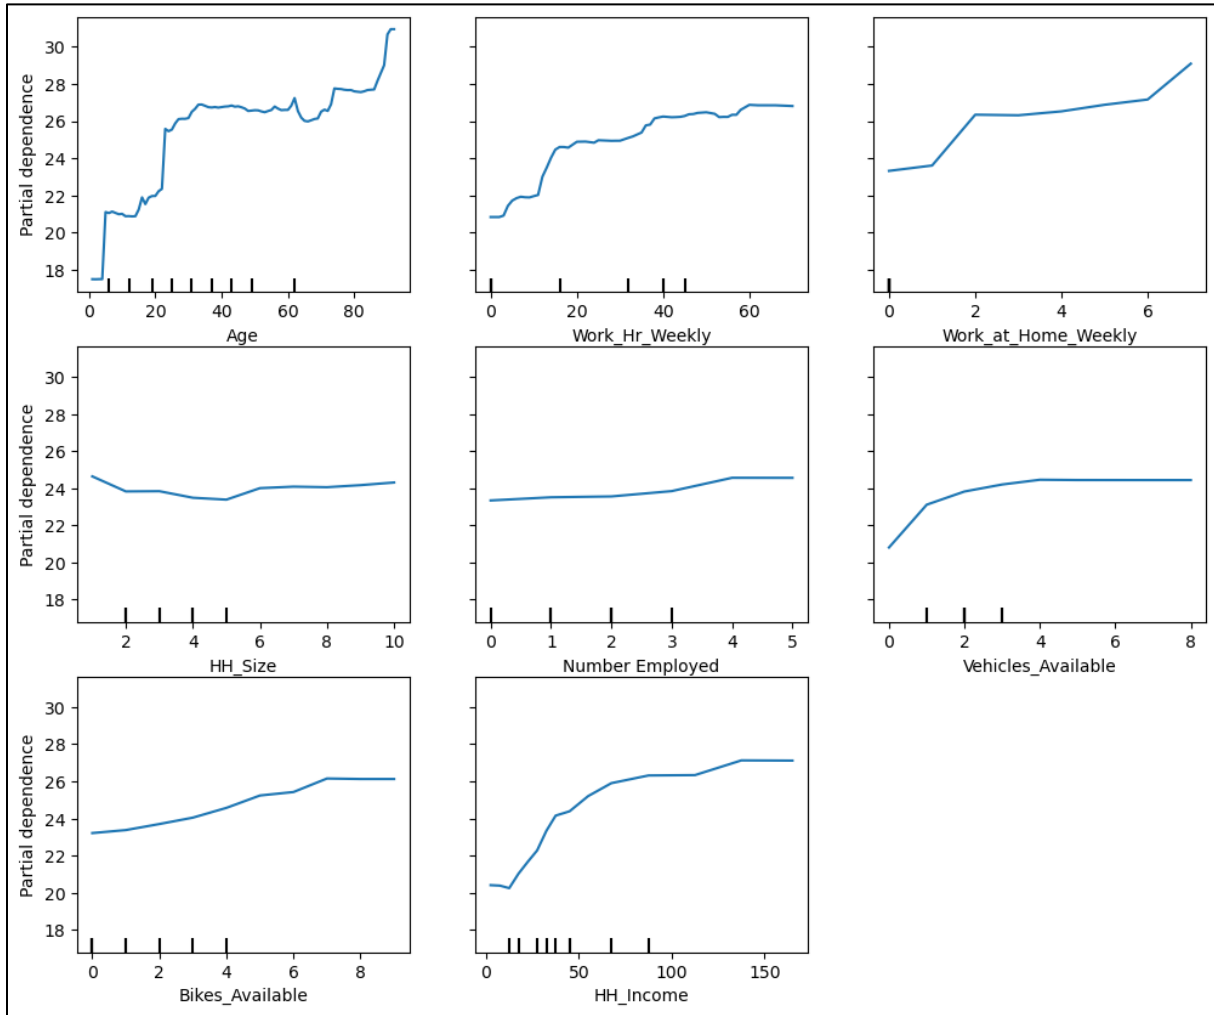 Partial dependence
30
28
26
24
22
20
18
0 20 40 60 80
Age
0 20 40 60
Work_Hr_Weekly
0 2 4 6
Work_at_Home_Weekly
Partial dependence
30
28
26
24
22
20
18
2 4 6 8 10
HH_Size
0 1 2 3 4 5
Number Employed
0 2 4 6 8
Vehicles_Available
Partial dependence
30
28
26
24
22
20
18
0 2 4 6 8
Bikes_Available
0 50 100 150
HH_Income